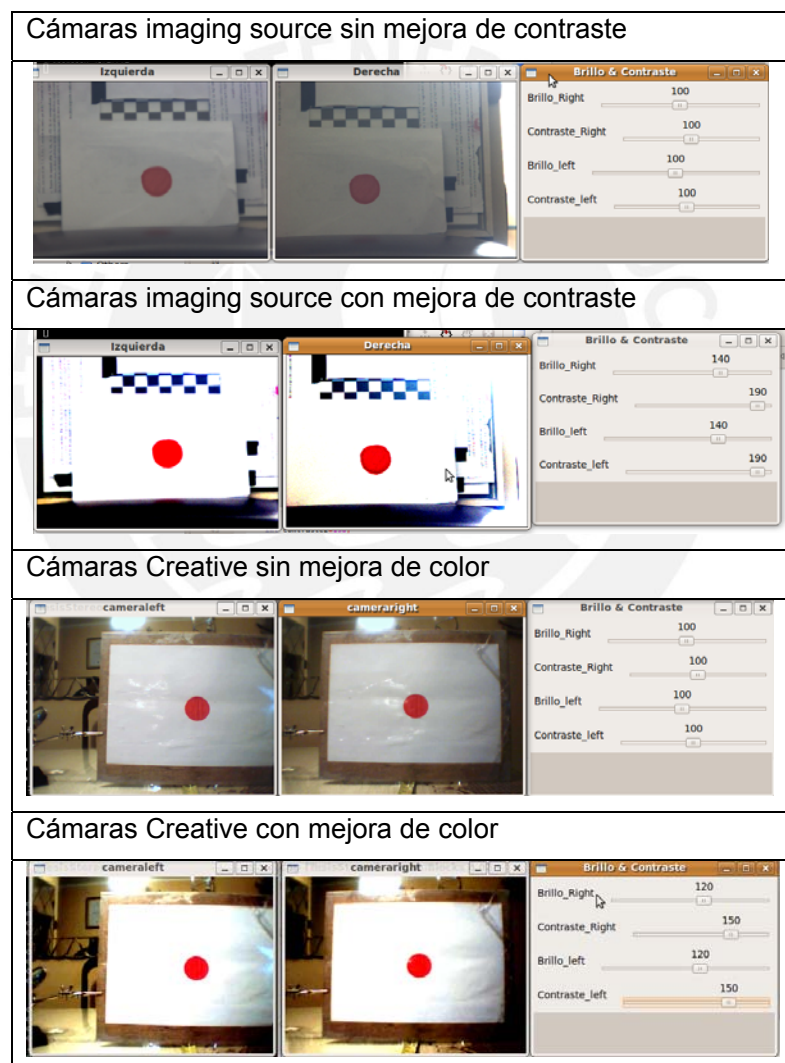 Cámaras imaging source sin mejora de contraste
Izquierda
Derecha
Brillo & Contraste
Brillo_Right 100
Contraste_Right 100
Brillo_left 100
Contraste_left 100
Cámaras imaging source con mejora de contraste
Izquierda
Derecha
Brillo & Contraste
Brillo_Right 140
Contraste_Right 190
Brillo_left 140
Contraste_left 190
Cámaras Creative sin mejora de color
cameraleft
cameraright
Brillo & Contraste
Brillo_Right 100
Contraste_Right 100
Brillo_left 100
Contraste_left 100
Cámaras Creative con mejora de color
cameraleft
cameraright
Brillo & Contraste
Brillo_Right 120
Contraste_Right 150
Brillo_left 120
Contraste_left 150